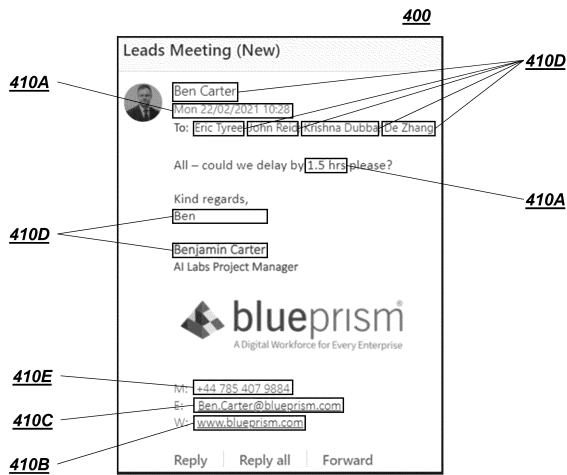 400
Leads Meeting (New)
410A
Ben Carter
410D
Mon 22/02/2021 10:28
To: Eric Tyree John Reid Krishna Dubba De Zhang
All – could we delay by 1.5 hrs please?
410A
Kind regards,
Ben
410D
Benjamin Carter
AI Labs Project Manager
blueprism®
A Digital Workforce for Every Enterprise
410E
M: +44 785 407 9884
410C
E: Ben.Carter@blueprism.com
W: www.blueprism.com
410B
Reply Reply all Forward